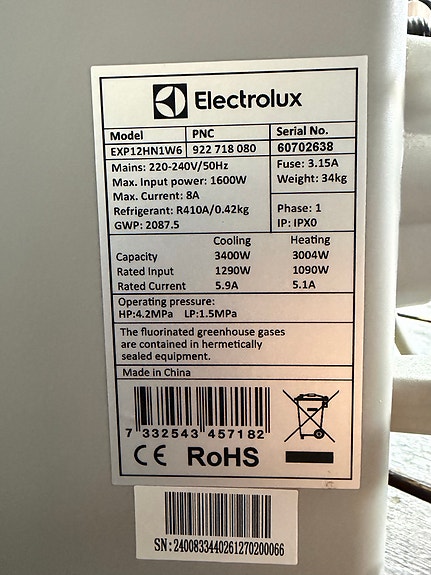 Electrolux
Model PNC Serial No.
EXP12HN1W6 922 718 080 60702638
Mains: 220-240V/50Hz Fuse: 3.15A
Max. Input power: 1600W Weight: 34kg
Max. Current: 8A
Refrigerant: R410A/0.42kg Phase: 1
GWP: 2087.5 IP: IPX0
Cooling Heating
Capacity 3400W 3004W
Rated Input 1290W 1090W
Rated Current 5.9A 5.1A
Operating pressure:
HP:4.2MPa LP:1.5MPa
The fluorinated greenhouse gases
are contained in hermetically
sealed equipment.
Made in China
7 332543 457182
CE RoHS
SN: 240083344026127020066